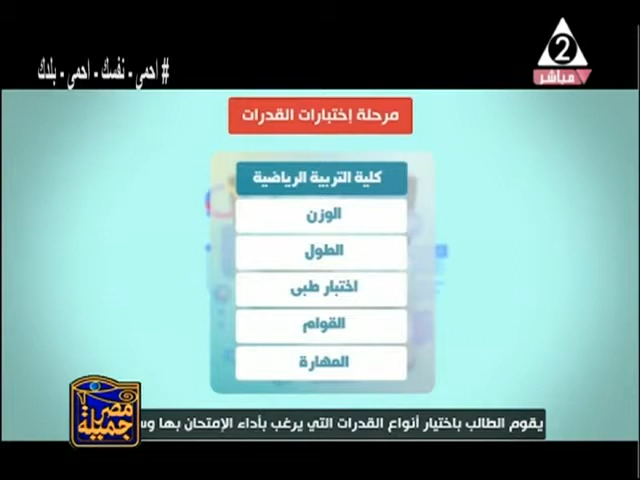 # احمى - نفسك - احمى - بلدك
2
مباشر
مرحلة إختبارات القدرات
كلية التربية الرياضية
الوزن
الطول
اختبار طبى
القوام
المهارة
مصر جميلة
يقوم الطالب باختيار أنواع القدرات التي يرغب بأداء الإمتحان بها وس